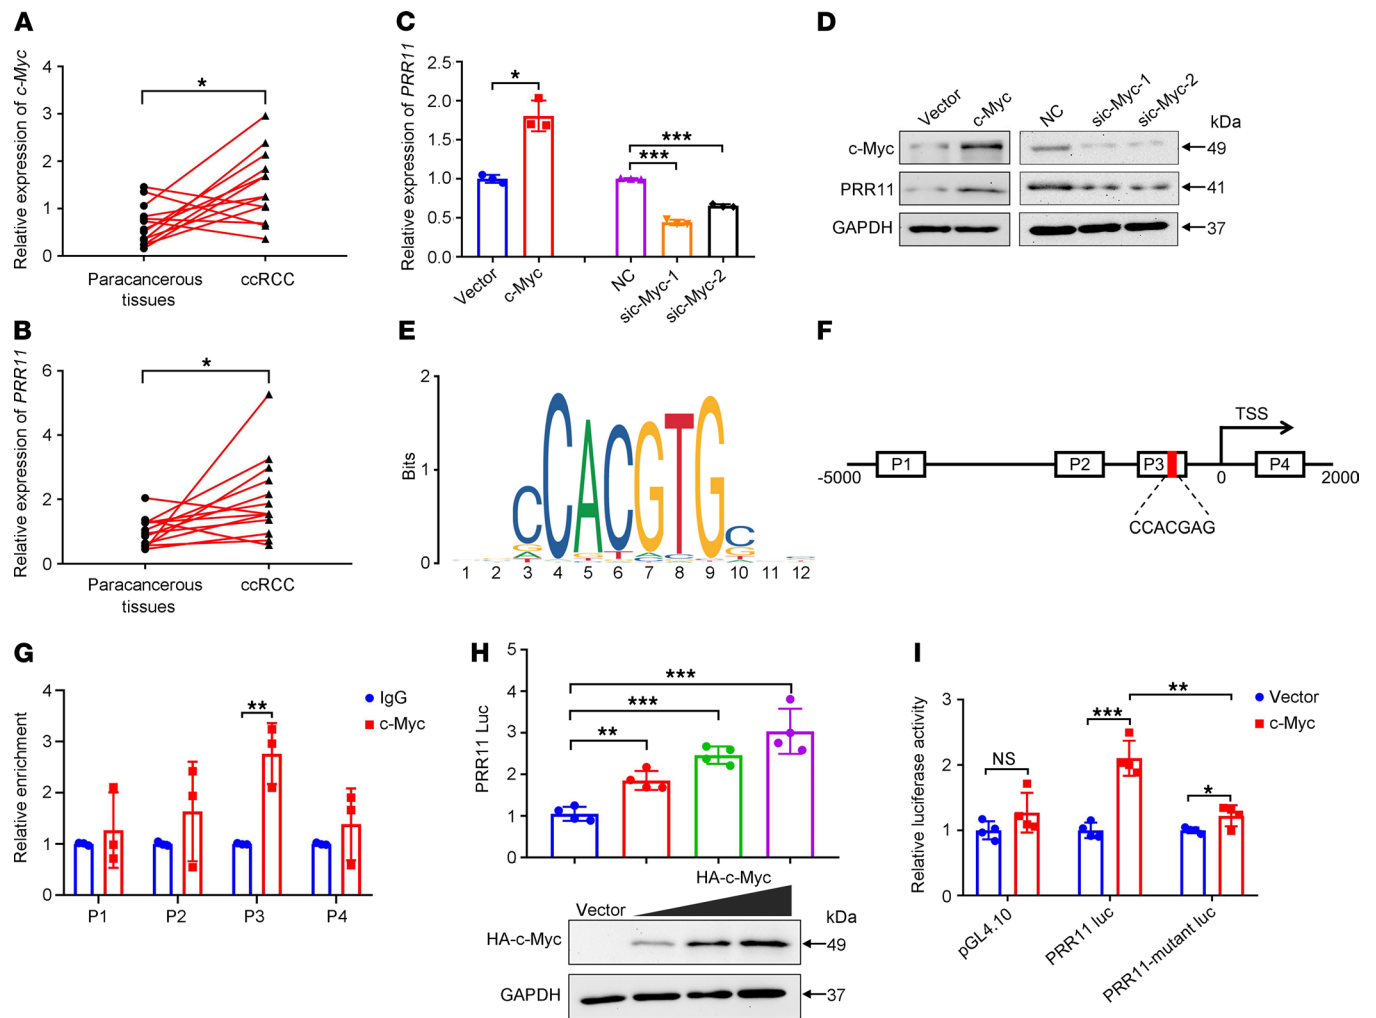 A
Relative expression of c-Myc
4
3
2
1
0
*
Paracancerous
tissues
ccRCC
B
Relative expression of PRR11
6
4
2
0
*
Paracancerous
tissues
ccRCC
C
Relative expression of PRR11
2.5
2.0
1.5
1.0
0.5
0.0
*
***
***
Vector
c-Myc
NC
sic-Myc-1
sic-Myc-2
D
Vector
c-Myc
NC
sic-Myc-1
sic-Myc-2
kDa
c-Myc
49
PRR11
41
GAPDH
37
E
Bits
2
1
0
CCACGTGC
1 2 3 4 5 6 7 8 9 10 11 12
F
TSS
P1
P2
P3
P4
-5000
0
2000
CCACGAG
G
Relative enrichment
4
3
2
1
0
**
IgG
c-Myc
P1
P2
P3
P4
H
PRR11 Luc
5
4
3
2
1
0
**
***
***
HA-c-Myc
Vector
kDa
HA-c-Myc
49
GAPDH
37
I
Relative luciferase activity
3
2
1
0
NS
***
**
*
Vector
c-Myc
pGL4.10
PRR11 luc
PRR11-mutant luc